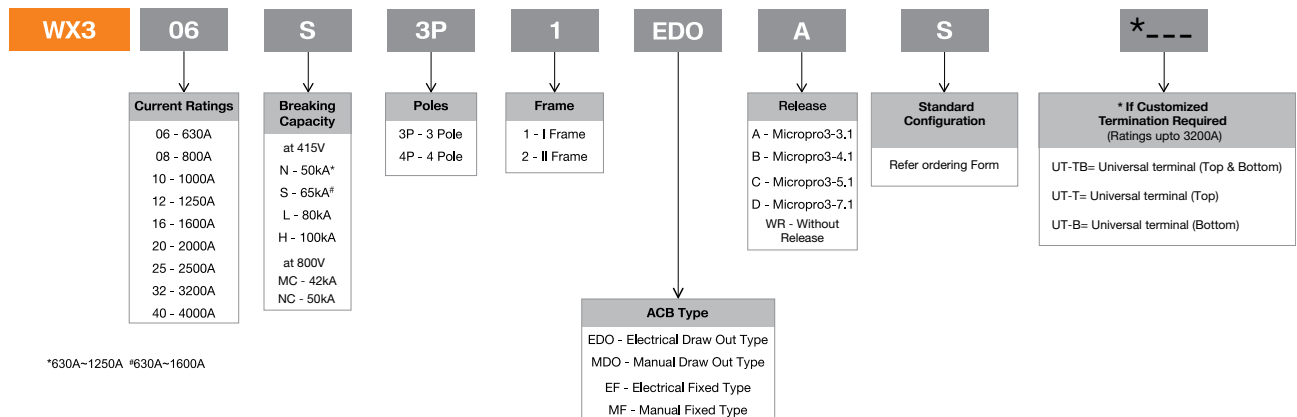 WX3 06 S 3P 1 EDO A S *___
Current Ratings
06 - 630A
08 - 800A
10 - 1000A
12 - 1250A
16 - 1600A
20 - 2000A
25 - 2500A
32 - 3200A
40 - 4000A
Breaking
Capacity
at 415V
N - 50kA*
S - 65kA#
L - 80kA
H - 100kA
at 800V
MC - 42kA
NC - 50kA
Poles
3P - 3 Pole
4P - 4 Pole
Frame
1 - I Frame
2 - II Frame
Release
A - Micropro3-3.1
B - Micropro3-4.1
C - Micropro3-5.1
D - Micropro3-7.1
WR - Without
Release
Standard
Configuration
Refer ordering Form
* If Customized
Termination Required
(Ratings upto 3200A)
UT-TB= Universal terminal (Top & Bottom)
UT-T= Universal terminal (Top)
UT-B= Universal terminal (Bottom)
ACB Type
EDO - Electrical Draw Out Type
MDO - Manual Draw Out Type
EF - Electrical Fixed Type
MF - Manual Fixed Type
*630A~1250A #630A~1600A